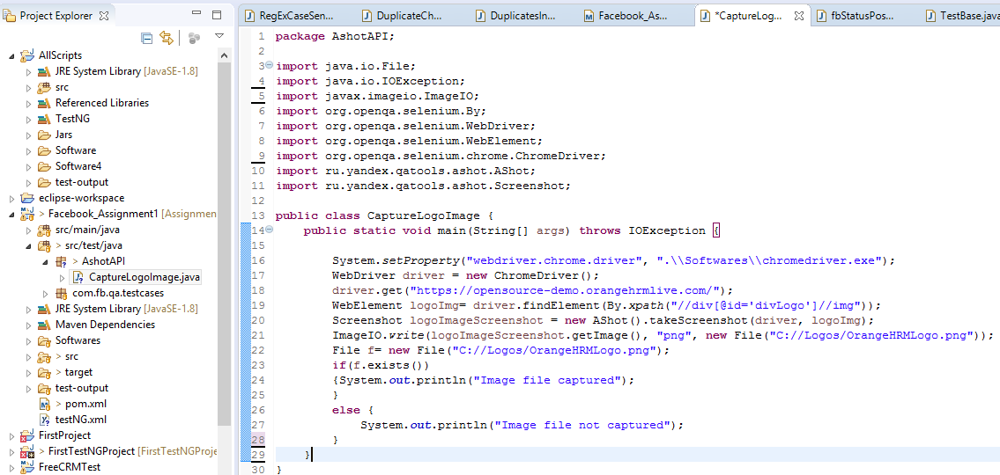 Project Explorer
AllScripts
JRE System Library [JavaSE-1.8]
src
Referenced Libraries
TestNG
Jars
Software
Software4
test-output
eclipse-workspace
> Facebook_Assignment1 [Assignmen
src/main/java
> src/test/java
> AshotAPI
CaptureLogoImage.java
com.fb.qa.testcases
JRE System Library [JavaSE-1.8]
Maven Dependencies
Softwares
> src
> target
test-output
> pom.xml
testNG.xml
FirstProject
> FirstTestNGProject [FirstTestNGProje
FreeCRMTest
RegExCaseSen...
DuplicateCh...
DuplicatesIn...
Facebook_As...
*CaptureLog...
fbStatusPos...
TestBase.java
1 package AshotAPI;
2
3 import java.io.File;
4 import java.io.IOException;
5 import javax.imageio.ImageIO;
6 import org.openqa.selenium.By;
7 import org.openqa.selenium.WebDriver;
8 import org.openqa.selenium.WebElement;
9 import org.openqa.selenium.chrome.ChromeDriver;
10 import ru.yandex.qatools.ashot.AShot;
11 import ru.yandex.qatools.ashot.Screenshot;
12
13 public class CaptureLogoImage {
14 public static void main(String[] args) throws IOException {
15
16 System.setProperty("webdriver.chrome.driver", ".\\Softwares\\chromedriver.exe");
17 WebDriver driver = new ChromeDriver();
18 driver.get("https://opensource-demo.orangehrmlive.com/");
19 WebElement logoImg= driver.findElement(By.xpath("//div[@id='divLogo']//img"));
20 Screenshot logoImageScreenshot = new AShot().takeScreenshot(driver, logoImg);
21 ImageIO.write(logoImageScreenshot.getImage(), "png", new File("C://Logos/OrangeHRMLogo.png"));
22 File f= new File("C://Logos/OrangeHRMLogo.png");
23 if(f.exists())
24 {System.out.println("Image file captured");
25 }
26 else {
27 System.out.println("Image file not captured");
28 }
29 }
30 }